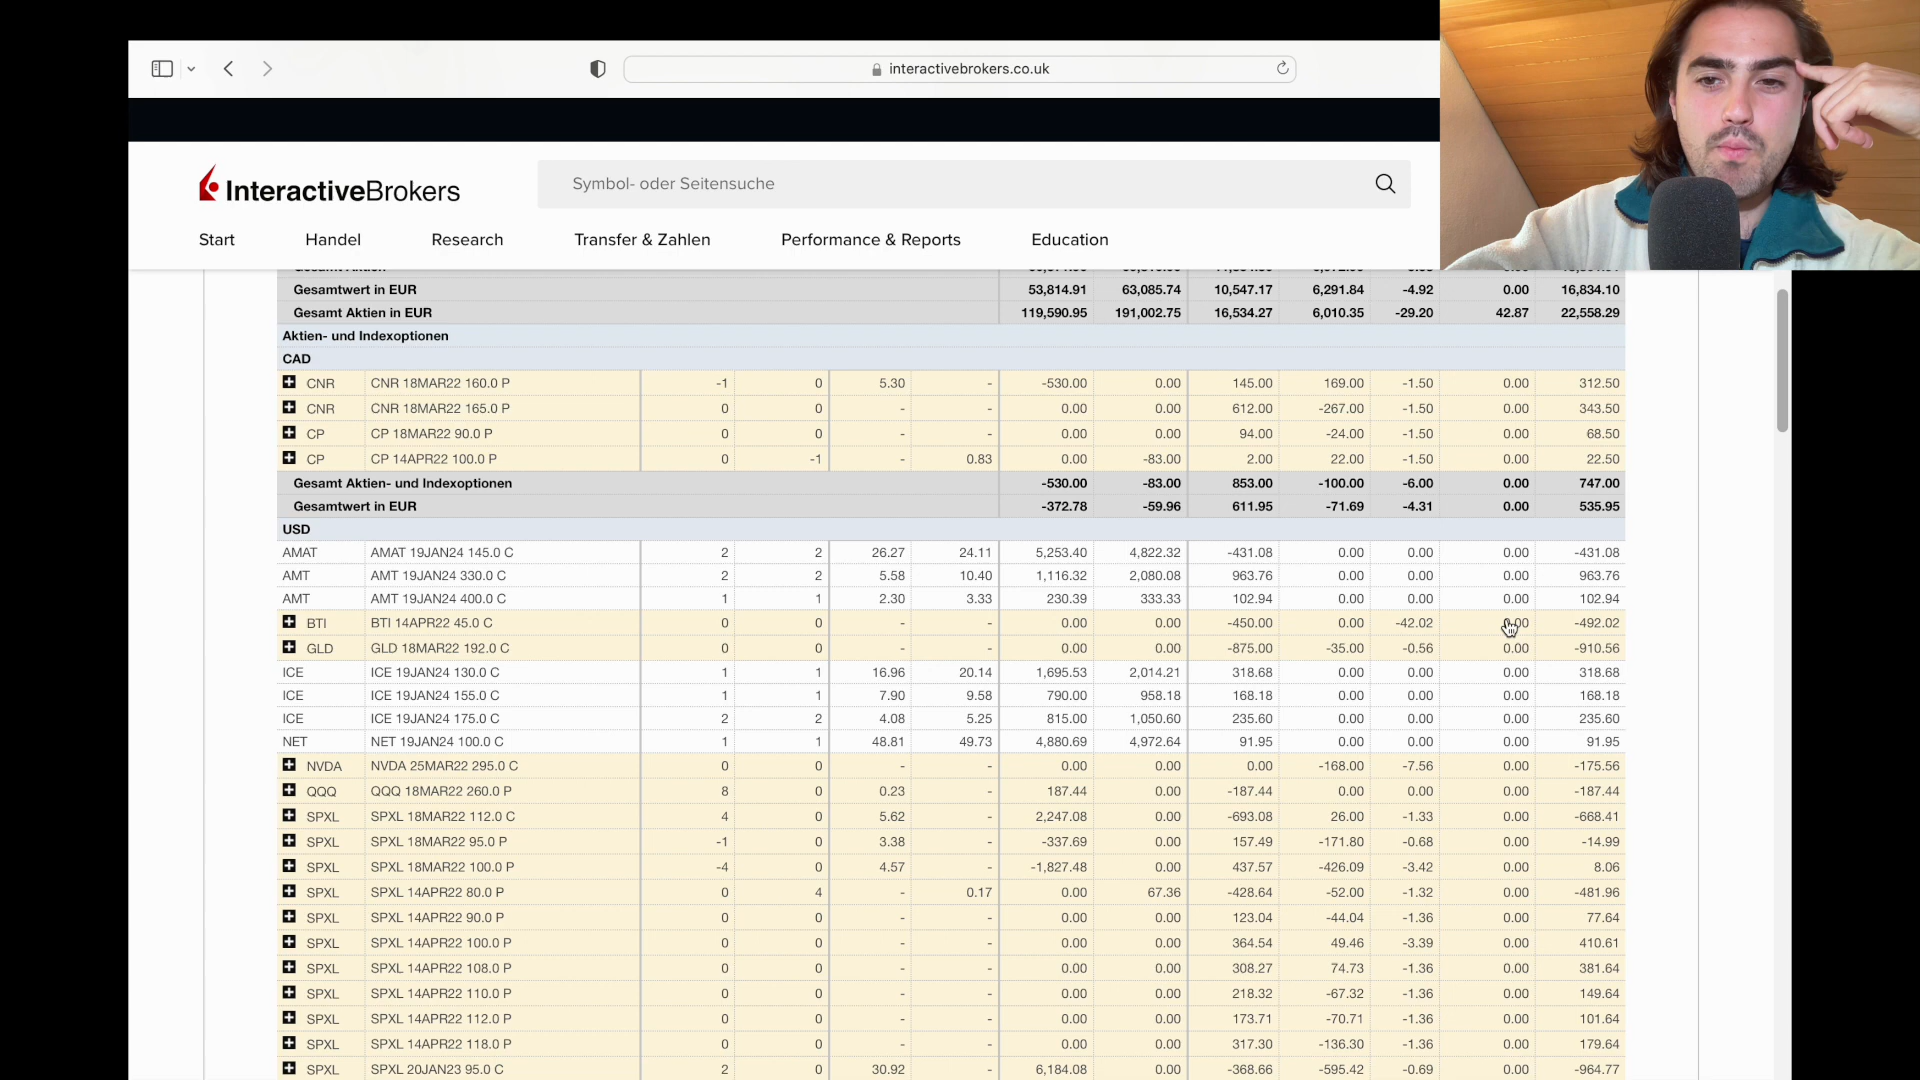 interactivebrokers.co.uk
InteractiveBrokers
Symbol- oder Seitensuche
Start Handel Research Transfer & Zahlen Performance & Reports Education
Gesamtwert in EUR 53,814.91 63,085.74 10,547.17 6,291.84 -4.92 0.00 16,834.10
Gesamt Aktien in EUR 119,590.95 191,002.75 16,534.27 6,010.35 -29.20 42.87 22,558.29
Aktien- und Indexoptionen
CAD
CNR CNR 18MAR22 160.0 P -1 0 5.30 - -530.00 0.00 145.00 169.00 -1.50 0.00 312.50
CNR CNR 18MAR22 165.0 P 0 0 - - 0.00 0.00 612.00 -267.00 -1.50 0.00 343.50
CP CP 18MAR22 90.0 P 0 0 - - 0.00 0.00 94.00 -24.00 -1.50 0.00 68.50
CP CP 14APR22 100.0 P 0 -1 - 0.83 0.00 -83.00 2.00 22.00 -1.50 0.00 22.50
Gesamt Aktien- und Indexoptionen -530.00 -83.00 853.00 -100.00 -6.00 0.00 747.00
Gesamtwert in EUR -372.78 -59.96 611.95 -71.69 -4.31 0.00 535.95
USD
AMAT AMAT 19JAN24 145.0 C 2 2 26.27 24.11 5,253.40 4,822.32 -431.08 0.00 0.00 0.00 -431.08
AMT AMT 19JAN24 330.0 C 2 2 5.58 10.40 1,116.32 2,080.08 963.76 0.00 0.00 0.00 963.76
AMT AMT 19JAN24 400.0 C 1 1 2.30 3.33 230.39 333.33 102.94 0.00 0.00 0.00 102.94
BTI BTI 14APR22 45.0 C 0 0 - - 0.00 0.00 -450.00 0.00 -42.02 -492.02
GLD GLD 18MAR22 192.0 C 0 0 - - 0.00 0.00 -875.00 -35.00 -0.56 0.00 -910.56
ICE ICE 19JAN24 130.0 C 1 1 16.96 20.14 1,695.53 2,014.21 318.68 0.00 0.00 0.00 318.68
ICE ICE 19JAN24 155.0 C 1 1 7.90 9.58 790.00 958.18 168.18 0.00 0.00 0.00 168.18
ICE ICE 19JAN24 175.0 C 2 2 4.08 5.25 815.00 1,050.60 235.60 0.00 0.00 0.00 235.60
NET NET 19JAN24 100.0 C 1 1 48.81 49.73 4,880.69 4,972.64 91.95 0.00 0.00 0.00 91.95
NVDA NVDA 25MAR22 295.0 C 0 0 - - 0.00 0.00 0.00 -168.00 -7.56 0.00 -175.56
QQQ QQQ 18MAR22 260.0 P 8 0 0.23 - 187.44 0.00 -187.44 0.00 0.00 0.00 -187.44
SPXL SPXL 18MAR22 112.0 C 4 0 5.62 - 2,247.08 0.00 -693.08 26.00 -1.33 0.00 -668.41
SPXL SPXL 18MAR22 95.0 P -1 0 3.38 - -337.69 0.00 157.49 -171.80 -0.68 0.00 -14.99
SPXL SPXL 18MAR22 100.0 P -4 0 4.57 - -1,827.48 0.00 437.57 -426.09 -3.42 0.00 8.06
SPXL SPXL 14APR22 80.0 P 0 4 - 0.17 0.00 67.36 -428.64 -52.00 -1.32 0.00 -481.96
SPXL SPXL 14APR22 90.0 P 0 0 - - 0.00 0.00 123.04 -44.04 -1.36 0.00 77.64
SPXL SPXL 14APR22 100.0 P 0 0 - - 0.00 0.00 364.54 49.46 -3.39 0.00 410.61
SPXL SPXL 14APR22 108.0 P 0 0 - - 0.00 0.00 308.27 74.73 -1.36 0.00 381.64
SPXL SPXL 14APR22 110.0 P 0 0 - - 0.00 0.00 218.32 -67.32 -1.36 0.00 149.64
SPXL SPXL 14APR22 112.0 P 0 0 - - 0.00 0.00 173.71 -70.71 -1.36 0.00 101.64
SPXL SPXL 14APR22 118.0 P 0 0 - - 0.00 0.00 317.30 -136.30 -1.36 0.00 179.64
SPXL SPXL 20JAN23 95.0 C 2 0 30.92 - 6,184.08 0.00 -368.66 -595.42 -0.69 0.00 -964.77